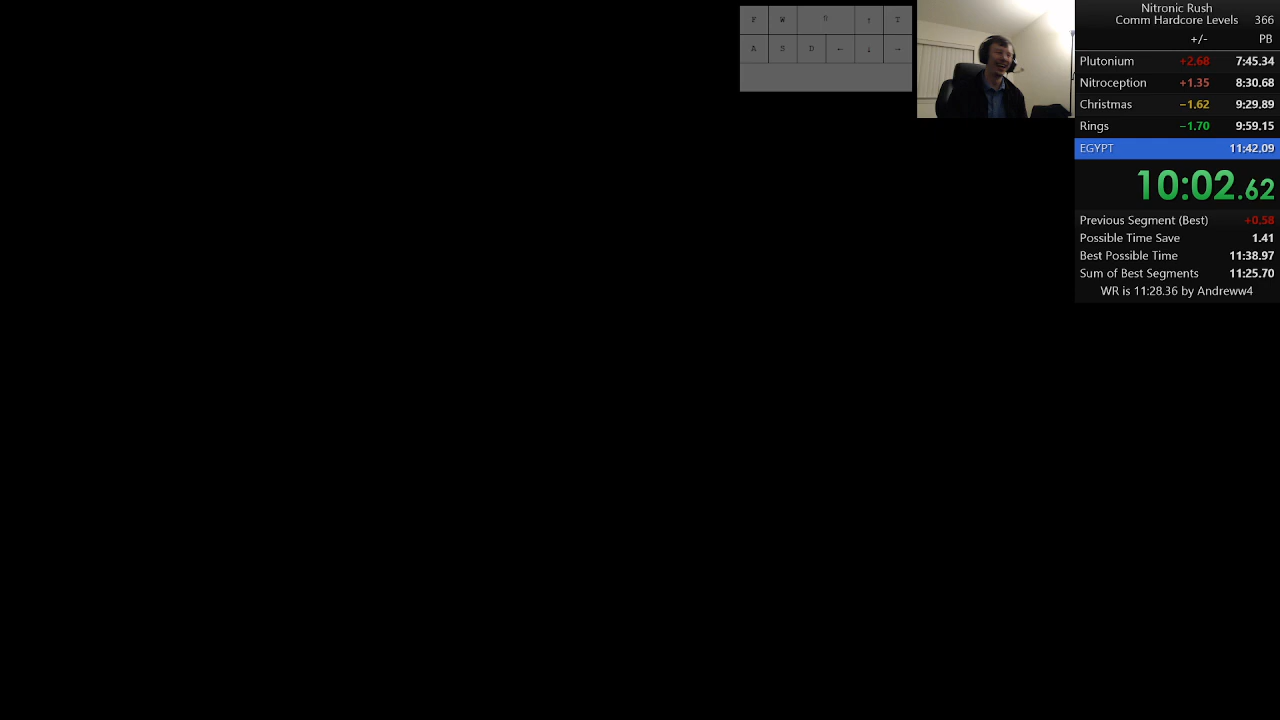 F W U ↑ T
A S D ← ↓ →
Nitronic Rush
Comm Hardcore Levels 366
+/- PB
Plutonium +2.68 7:45.34
Nitroception +1.35 8:30.68
Christmas −1.62 9:29.89
Rings −1.70 9:59.15
EGYPT 11:42.09
10:02.62
Previous Segment (Best) +0.58
Possible Time Save 1.41
Best Possible Time 11:38.97
Sum of Best Segments 11:25.70
WR is 11:28.36 by Andreww4